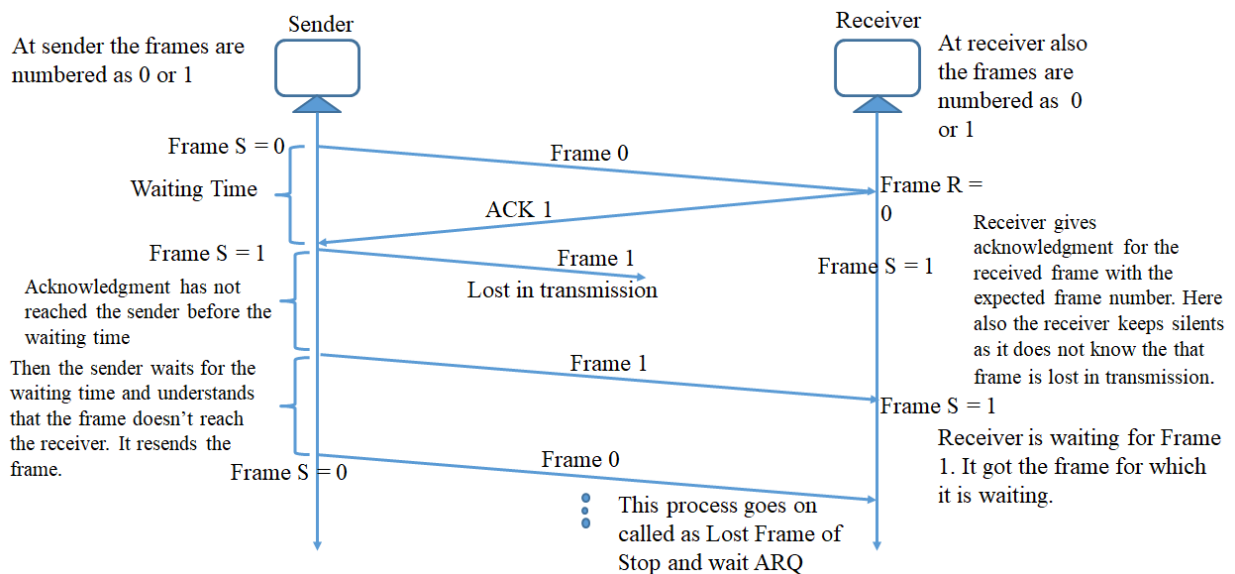 Sender
Receiver
At sender the frames are
numbered as 0 or 1
At receiver also
the frames are
numbered as 0
or 1
Frame S = 0
Frame 0
Waiting Time
Frame R =
0
ACK 1
Frame S = 1
Frame 1
Lost in transmission
Frame S = 1
Receiver gives
acknowledgment for the
received frame with the
expected frame number. Here
also the receiver keeps silents
as it does not know the that
frame is lost in transmission.
Acknowledgment has not
reached the sender before the
waiting time
Then the sender waits for the
waiting time and understands
that the frame doesn’t reach
the receiver. It resends the
frame.
Frame 1
Frame S = 1
Receiver is waiting for Frame
1. It got the frame for which
it is waiting.
Frame S = 0
Frame 0
This process goes on
called as Lost Frame of
Stop and wait ARQ